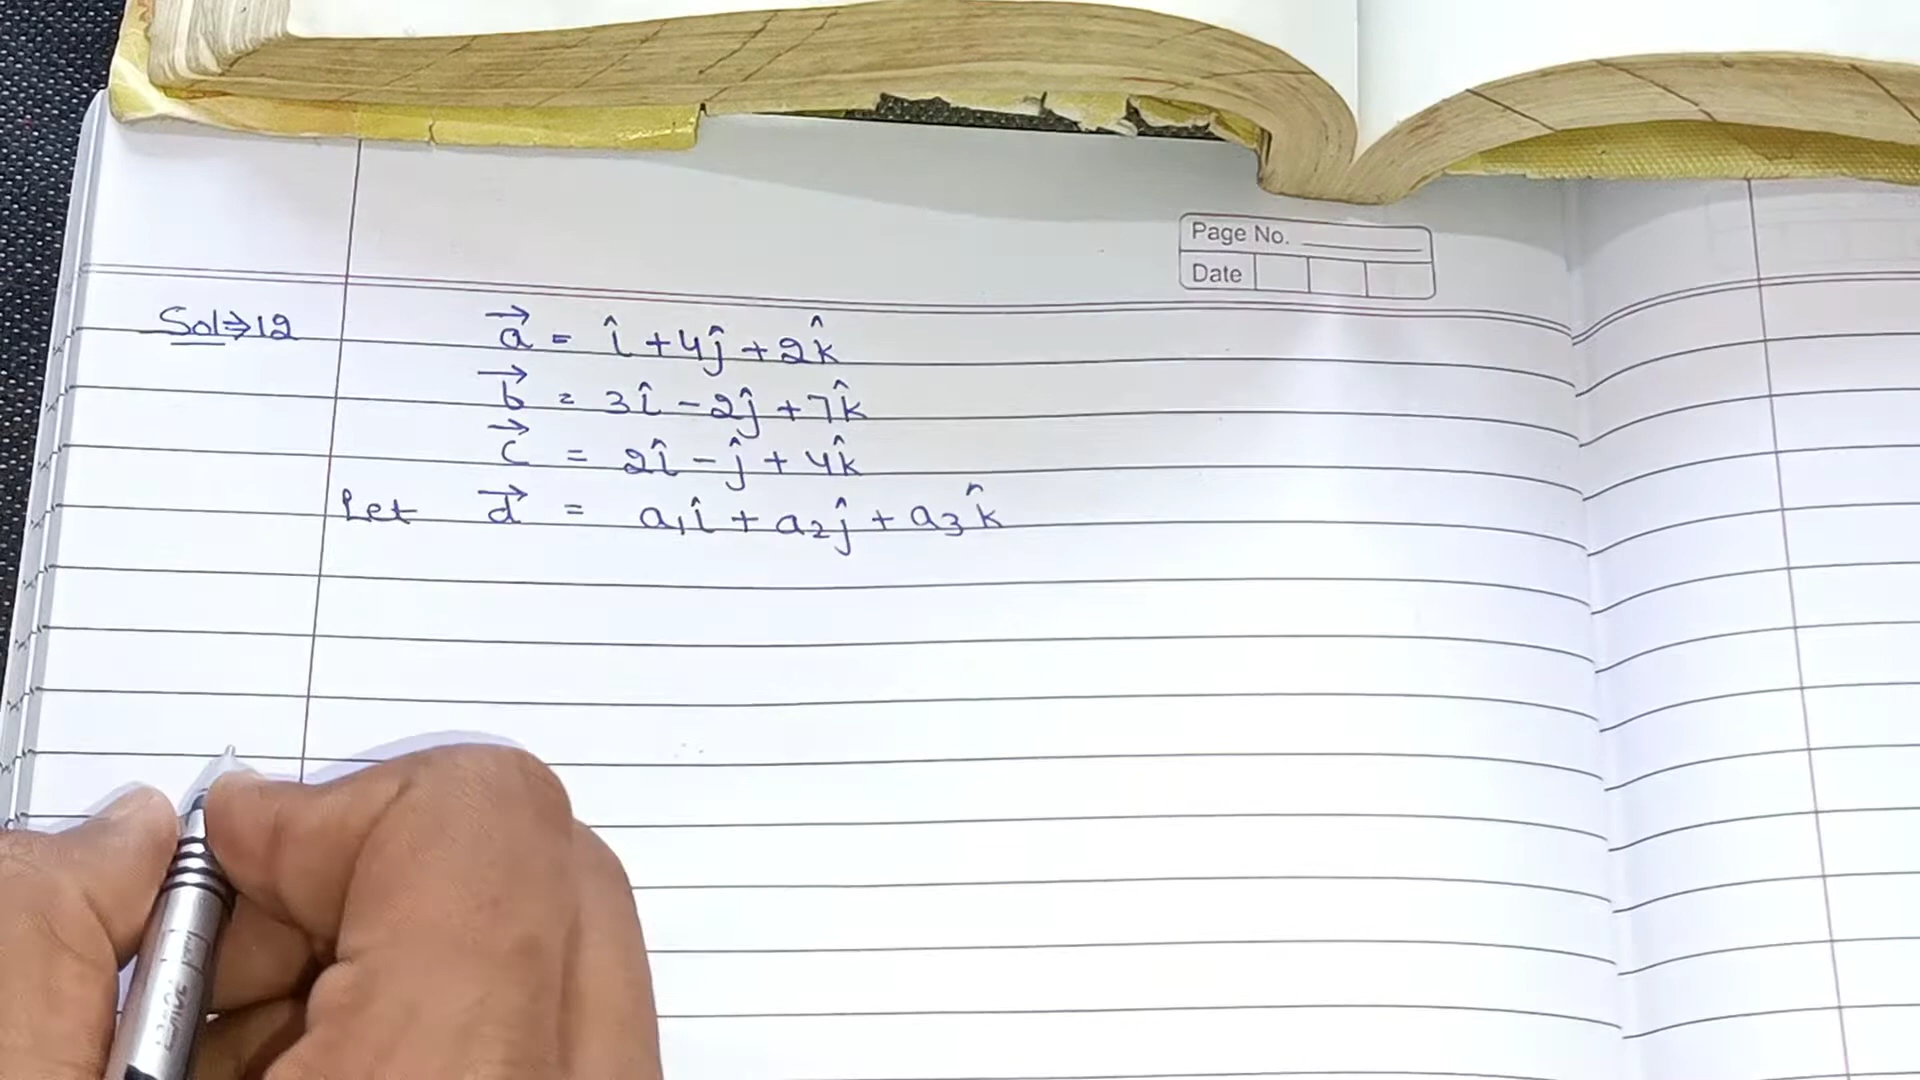 Page No.
Date
Sol⇒12
a⃗ = î + 4ĵ + 2k̂
b⃗ = 3î - 2ĵ + 7k̂
c⃗ = 2î - ĵ + 4k̂
Let d⃗ = a₁î + a₂ĵ + a₃k̂